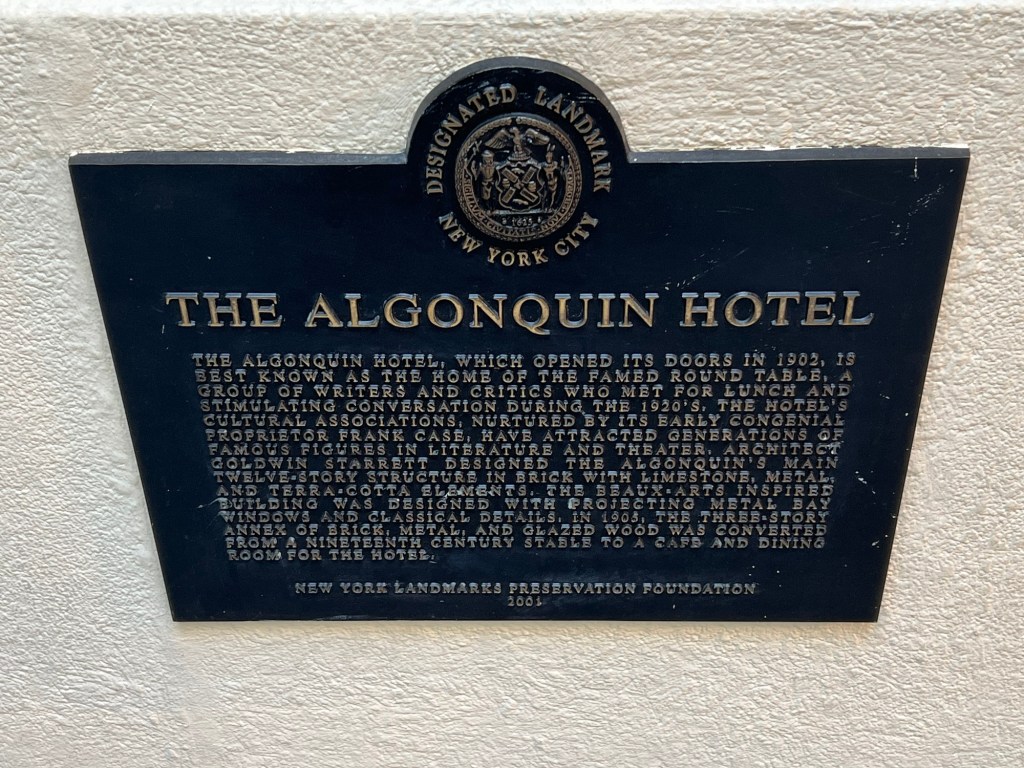 DESIGNATED LANDMARK
1625
NEW YORK CITY
THE ALGONQUIN HOTEL
THE ALGONQUIN HOTEL, WHICH OPENED ITS DOORS IN 1902, IS
BEST KNOWN AS THE HOME OF THE FAMED ROUND TABLE, A
GROUP OF WRITERS AND CRITICS WHO MET FOR LUNCH AND
STIMULATING CONVERSATION DURING THE 1920'S. THE HOTEL'S
CULTURAL ASSOCIATIONS, NURTURED BY ITS EARLY CONGENIAL
PROPRIETOR FRANK CASE, HAVE ATTRACTED GENERATIONS OF
FAMOUS FIGURES IN LITERATURE AND THEATER. ARCHITECT
GOLDWIN STARRETT DESIGNED THE ALGONQUIN'S MAIN
TWELVE-STORY STRUCTURE IN BRICK WITH LIMESTONE, METAL,
AND TERRA-COTTA ELEMENTS. THE BEAUX-ARTS INSPIRED
BUILDING WAS DESIGNED WITH PROJECTING METAL BAY
WINDOWS AND CLASSICAL DETAILS. IN 1905, THE THREE-STORY
ANNEX OF BRICK, METAL, AND GLAZED WOOD WAS CONVERTED
FROM A NINETEENTH CENTURY STABLE TO A CAFE AND DINING
ROOM FOR THE HOTEL.
NEW YORK LANDMARKS PRESERVATION FOUNDATION
2001